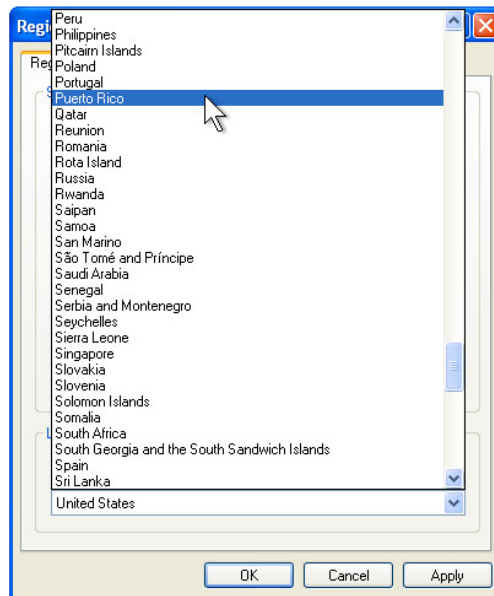 Regi
Peru
Philippines
Pitcairn Islands
Poland
Portugal
Puerto Rico
Qatar
Reunion
Romania
Rota Island
Russia
Rwanda
Saipan
Samoa
San Marino
São Tomé and Príncipe
Saudi Arabia
Senegal
Serbia and Montenegro
Seychelles
Sierra Leone
Singapore
Slovakia
Slovenia
Solomon Islands
Somalia
South Africa
South Georgia and the South Sandwich Islands
Spain
Sri Lanka
United States
OK Cancel Apply